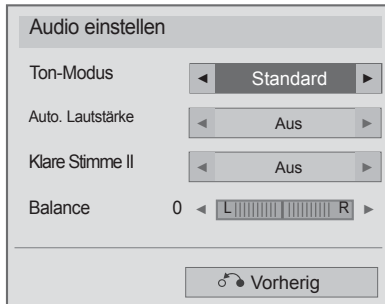 Audio einstellen
Ton-Modus ◄ Standard ►
Auto. Lautstärke ◄ Aus ►
Klare Stimme II ◄ Aus ►
Balance 0 ◄ L R ►
Vorherig